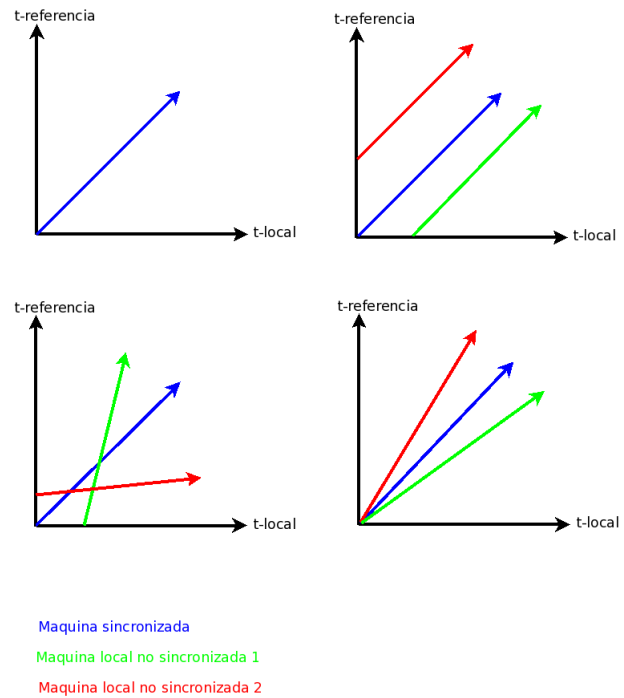 t-referencia
t-local
t-referencia
t-local
t-referencia
t-local
t-referencia
t-local
Maquina sincronizada
Maquina local no sincronizada 1
Maquina local no sincronizada 2